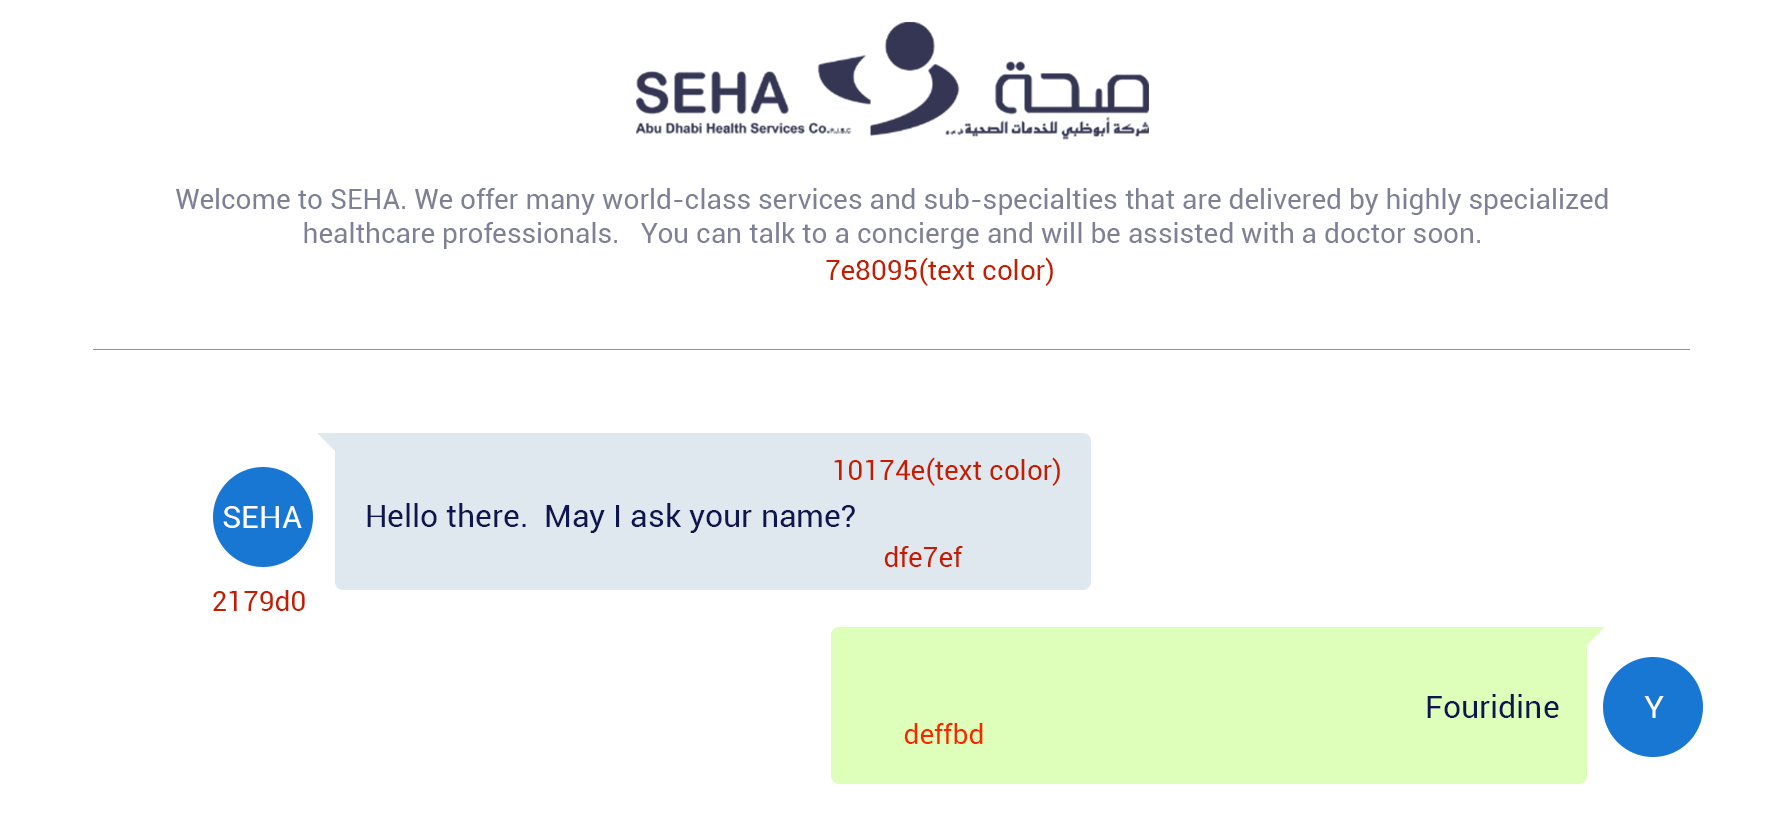 SEHA
صحة
Abu Dhabi Health Services Co.P.J.S.C
شركة أبوظبي للخدمات الصحية
Welcome to SEHA. We offer many world-class services and sub-specialties that are delivered by highly specialized
healthcare professionals.   You can talk to a concierge and will be assisted with a doctor soon.
7e8095(text color)
10174e(text color)
SEHA
Hello there.  May I ask your name?
dfe7ef
2179d0
Fouridine
Y
deffbd